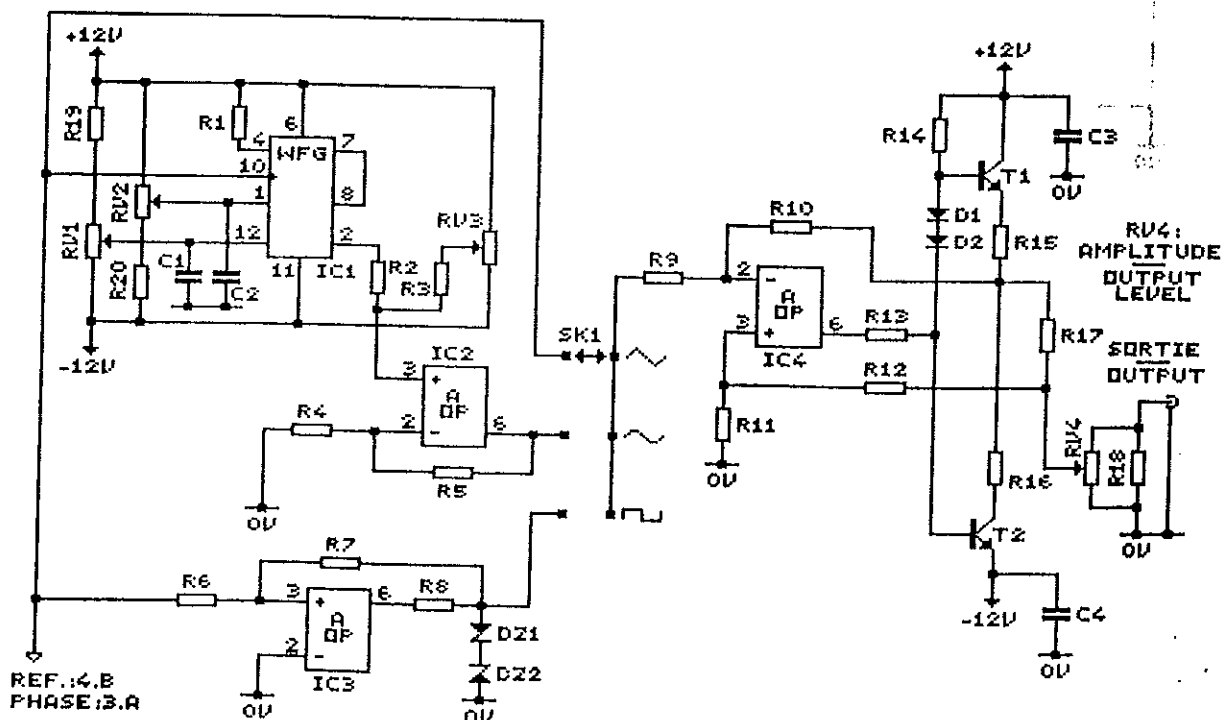 +12V
R19
R1
4
6
7
WFG
10
8
1
RV2
12
2
RV1
C1
C2
R20
11
IC1
R2
R3
RV3
-12V
IC2
3
+
A
OP
6
2
-
R4
R5
0V
R7
R6
3
+
A
OP
6
R8
2
-
IC3
0V
DZ1
DZ2
0V
REF.:4.B
PHASE:3.A
SK1
R9
R10
2
-
A
OP
3
+
6
IC4
R13
R12
R11
0V
+12V
R14
C3
0V
T1
D1
D2
R15
R17
R16
T2
-12V
C4
0V
RV4:
AMPLITUDE
OUTPUT
LEVEL
SORTIE
OUTPUT
RV4
R18
0V